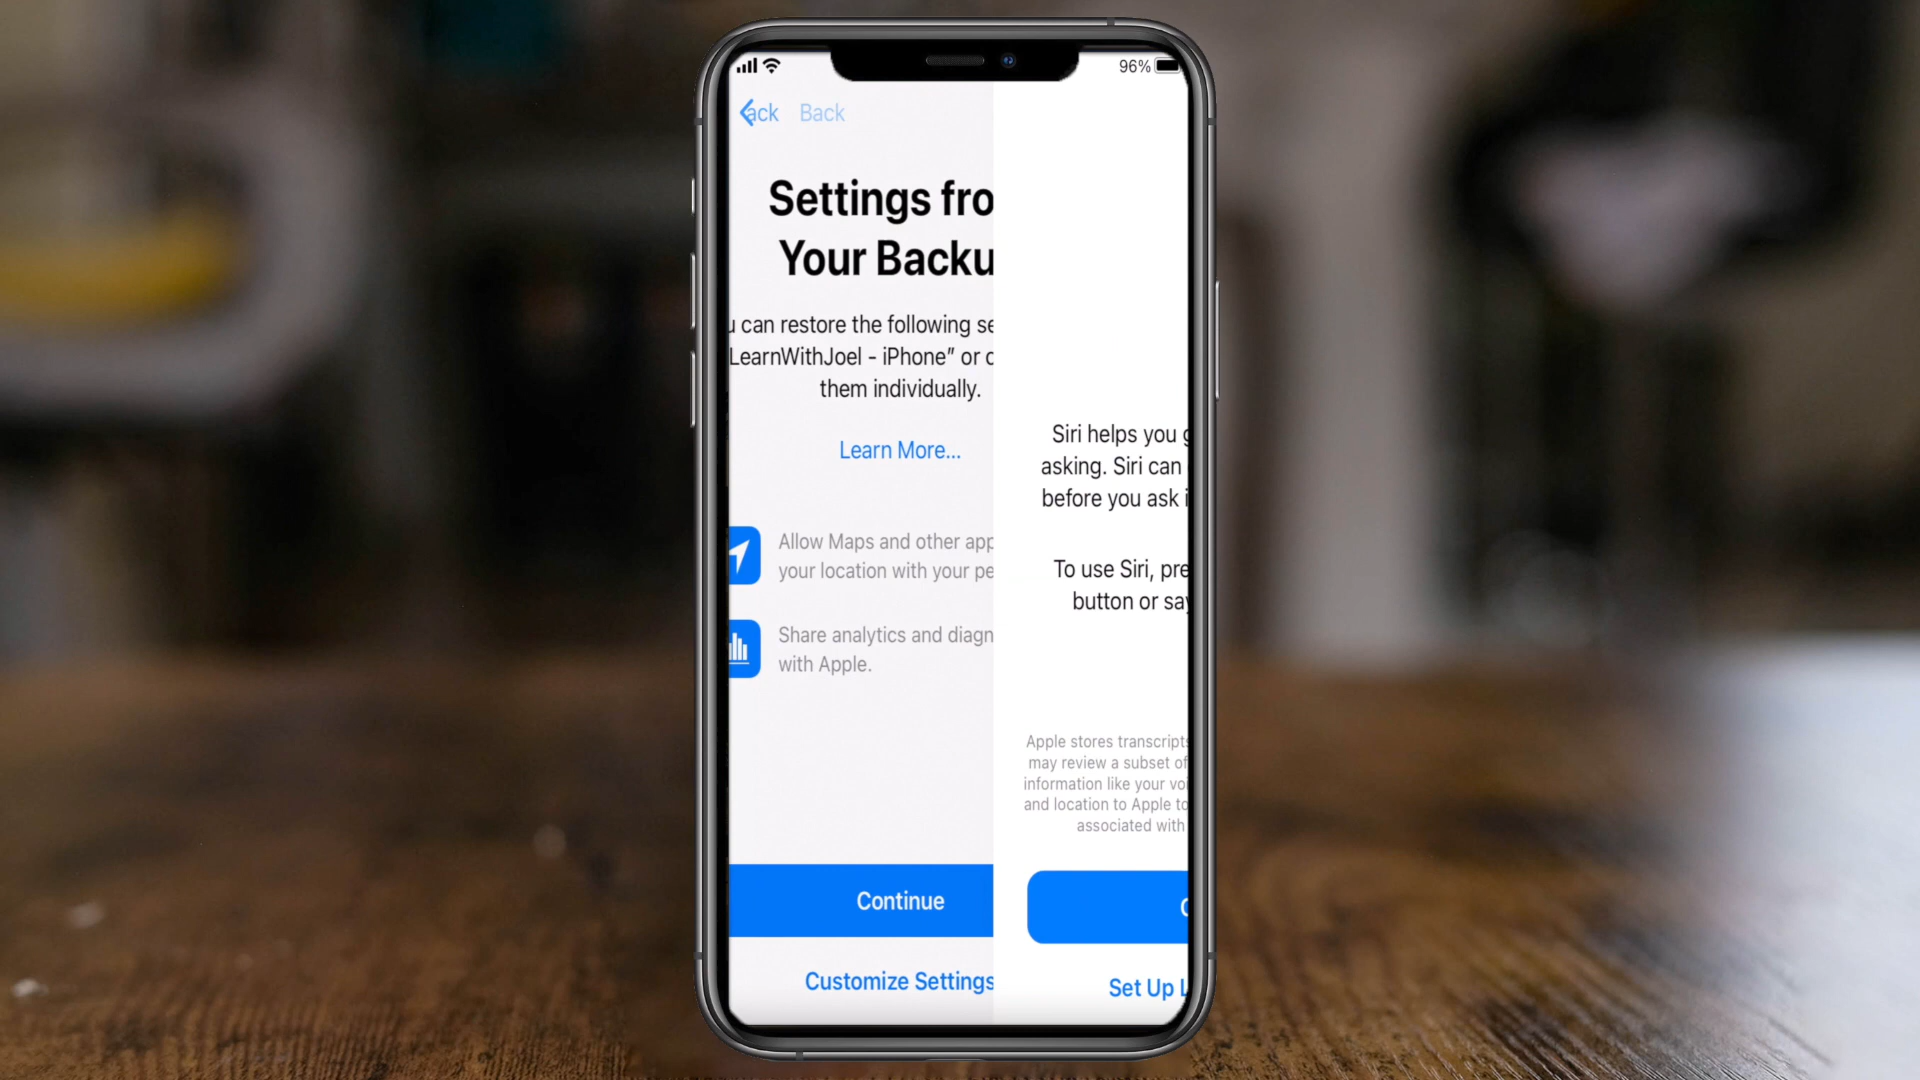 96%
ack Back
Settings fro
Your Backu
can restore the following se
LearnWithJoel - iPhone" or c
them individually.
Learn More...
Allow Maps and other app
your location with your pe
Share analytics and diagn
with Apple.
Continue
Customize Settings
Siri helps you g
asking. Siri can
before you ask i
To use Siri, pre
button or say
Apple stores transcripts
may review a subset of
information like your voi
and location to Apple to
associated with
Set Up L